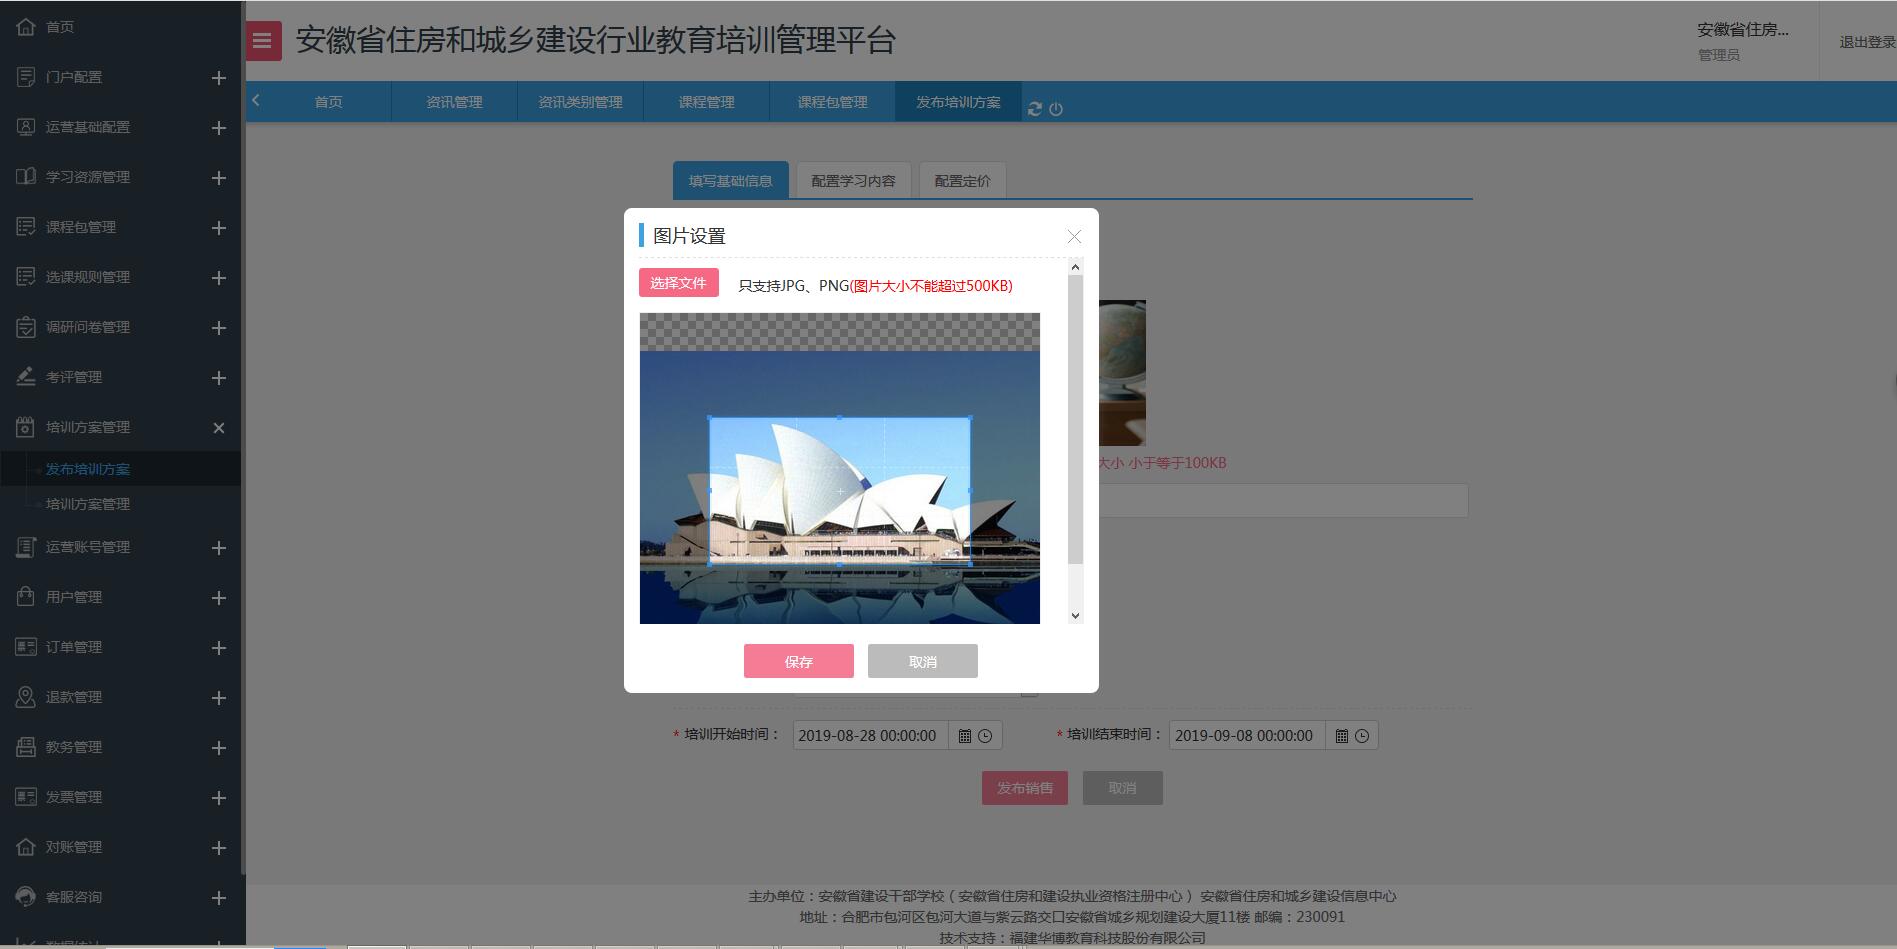 首页
门户配置
运营基础配置
学习资源管理
课程包管理
选课规则管理
调研问卷管理
考评管理
培训方案管理
发布培训方案
培训方案管理
运营账号管理
用户管理
订单管理
退款管理
教务管理
发票管理
对账管理
客服咨询
安徽省住房和城乡建设行业教育培训管理平台
安徽省住房...
管理员
退出登录
首页 资讯管理 资讯类别管理 课程管理 课程包管理 发布培训方案
填写基础信息 配置学习内容 配置定价
图片设置
选择文件 只支持JPG、PNG(图片大小不能超过500KB)
大小 小于等于100KB
保存 取消
* 培训开始时间： 2019-08-28 00:00:00 * 培训结束时间： 2019-09-08 00:00:00
发布销售 取消
主办单位：安徽省建设干部学校（安徽省住房和建设执业资格注册中心） 安徽省住房和城乡建设信息中心
地址：合肥市包河区包河大道与紫云路交口安徽省城乡规划建设大厦11楼 邮编：230091
技术支持：福建华博教育科技股份有限公司